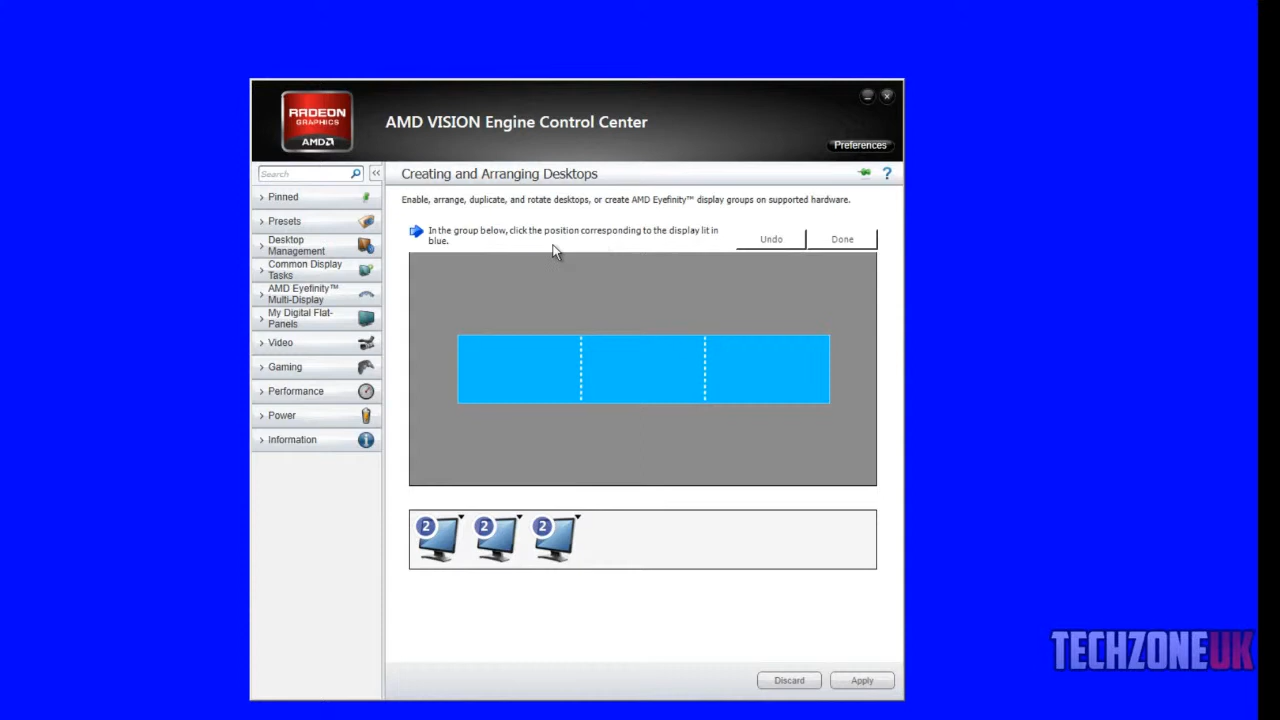 RADEON
GRAPHICS
AMD
AMD VISION Engine Control Center
Preferences
Search
Creating and Arranging Desktops
Pinned
Presets
Desktop
Management
Common Display
Tasks
AMD Eyefinity™
Multi-Display
My Digital Flat-
Panels
Video
Gaming
Performance
Power
Information
Enable, arrange, duplicate, and rotate desktops, or create AMD Eyefinity™ display groups on supported hardware.
In the group below, click the position corresponding to the display lit in
blue.
Undo
Done
2
2
2
Discard
Apply
TECHZONEUK